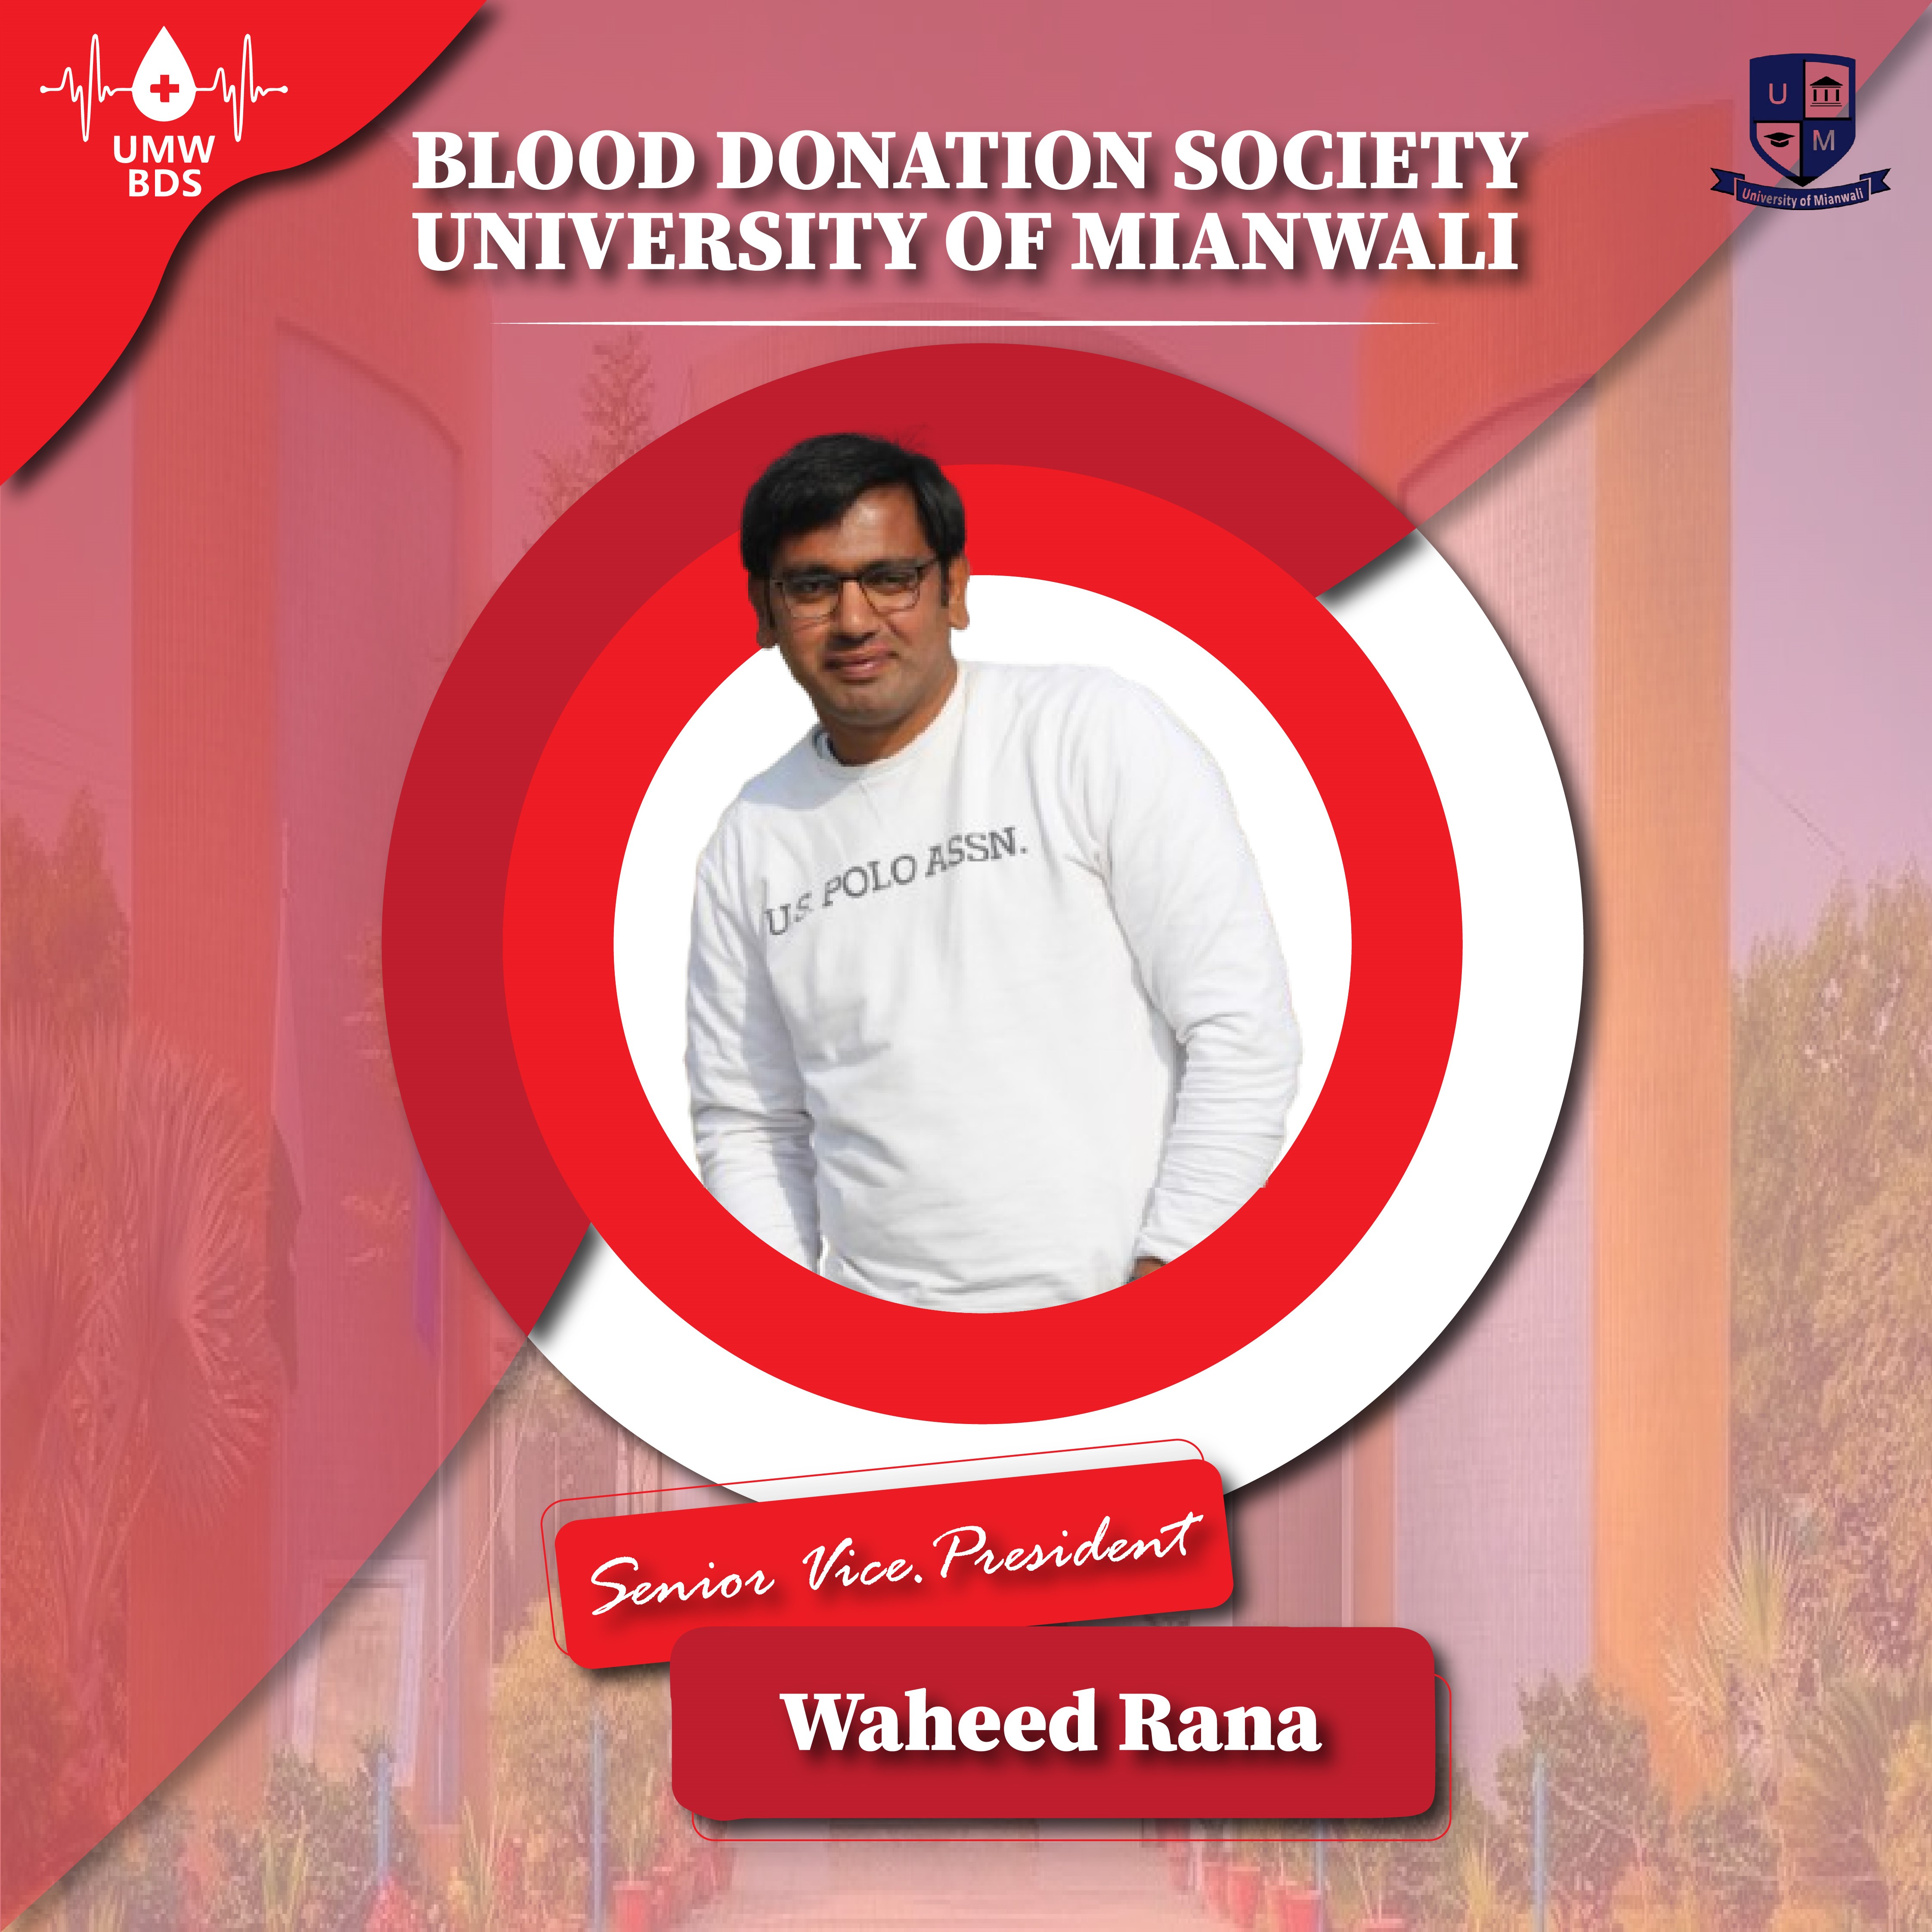 UMW
BDS
BLOOD DONATION SOCIETY
UNIVERSITY OF MIANWALI
U
M
University of Mianwali
U.S. POLO ASSN.
Senior Vice.President
Waheed Rana